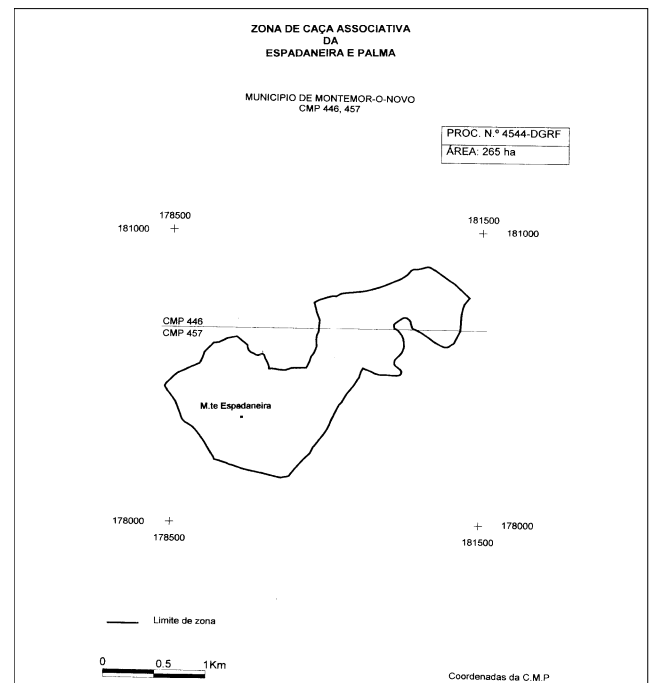 ZONA DE CAÇA ASSOCIATIVA
DA
ESPADANEIRA E PALMA
MUNICIPIO DE MONTEMOR-O-NOVO
CMP 446, 457
PROC. N.º 4544-DGRF
ÁREA: 265 ha
178500
181000
181500
181000
CMP 446
CMP 457
M.te Espadaneira
178000
178500
178000
181500
Limite de zona
0 0.5 1Km
Coordenadas da C.M.P